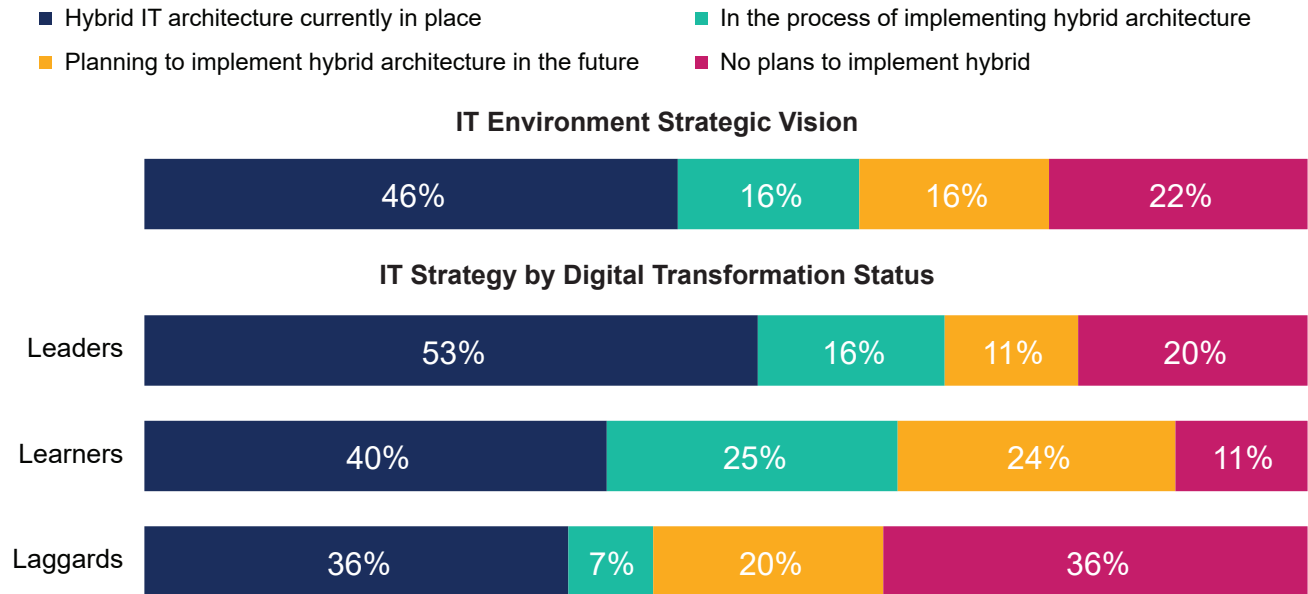 Hybrid IT architecture currently in place
In the process of implementing hybrid architecture
Planning to implement hybrid architecture in the future
No plans to implement hybrid
IT Environment Strategic Vision
46% 16% 16% 22%
IT Strategy by Digital Transformation Status
Leaders 53% 16% 11% 20%
Learners 40% 25% 24% 11%
Laggards 36% 7% 20% 36%